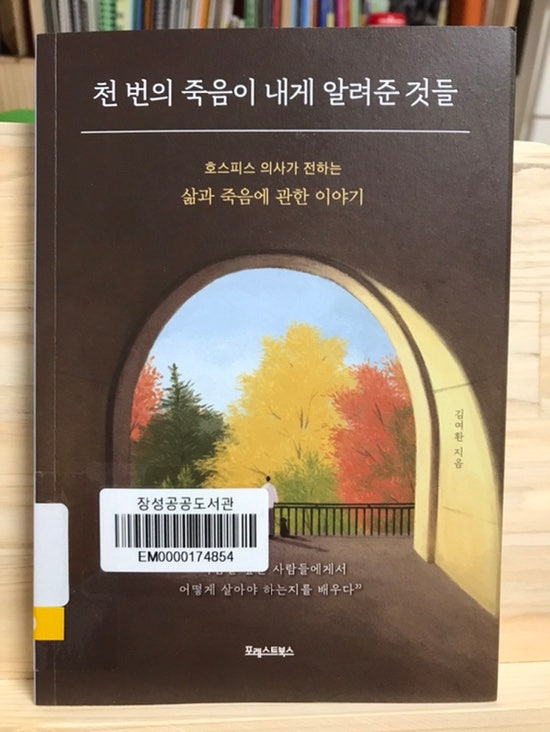 천 번의 죽음이 내게 알려준 것들
호스피스 의사가 전하는
삶과 죽음에 관한 이야기
김여환 지음
장성공공도서관
EM0000174854
사람들에게서
어떻게 살아야 하는지를 배우다”
포레스트북스